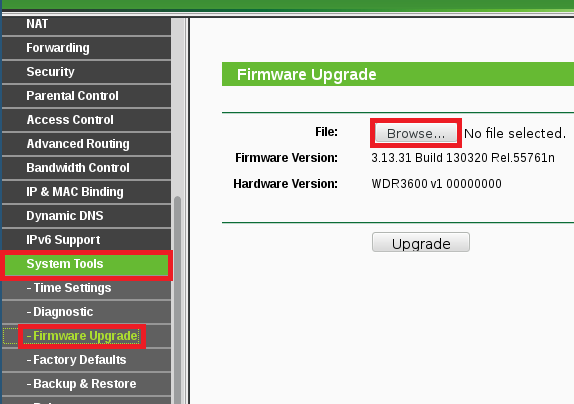 NAT
Forwarding
Security
Parental Control
Access Control
Advanced Routing
Bandwidth Control
IP & MAC Binding
Dynamic DNS
IPv6 Support
System Tools
- Time Settings
- Diagnostic
- Firmware Upgrade
- Factory Defaults
- Backup & Restore
Firmware Upgrade
File: Browse... No file selected.
Firmware Version: 3.13.31 Build 130320 Rel.55761n
Hardware Version: WDR3600 v1 00000000
Upgrade